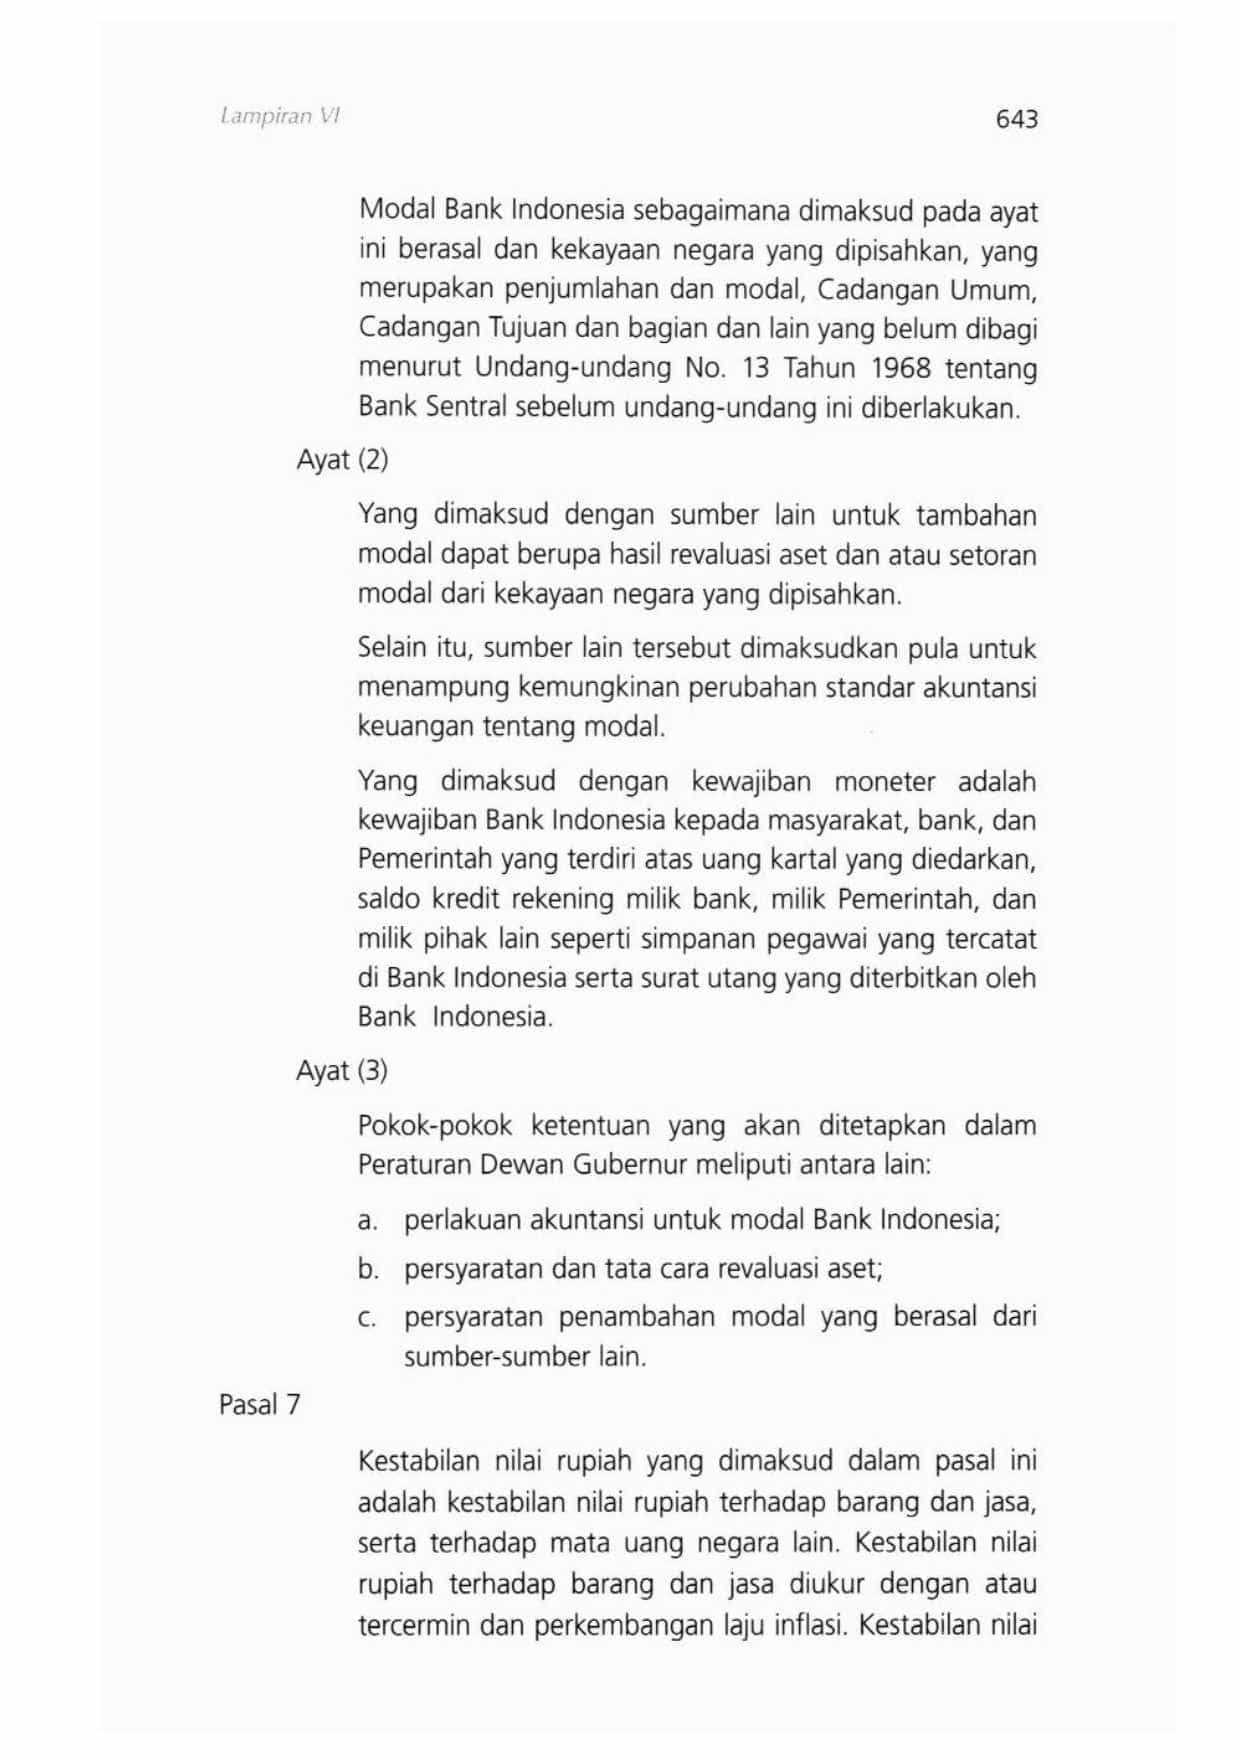 Lampiran VI
643
Modal Bank Indonesia sebagaimana dimaksud pada ayat
ini berasal dan kekayaan negara yang dipisahkan, yang
merupakan penjumlahan dan modal, Cadangan Umum,
Cadangan Tujuan dan bagian dan lain yang belum dibagi
menurut Undang-undang No. 13 Tahun 1968 tentang
Bank Sentral sebelum undang-undang ini diberlakukan.
Ayat (2)
Yang dimaksud dengan sumber lain untuk tambahan
modal dapat berupa hasil revaluasi aset dan atau setoran
modal dari kekayaan negara yang dipisahkan.
Selain itu, sumber lain tersebut dimaksudkan pula untuk
menampung kemungkinan perubahan standar akuntansi
keuangan tentang modal.
Yang dimaksud dengan kewajiban moneter adalah
kewajiban Bank Indonesia kepada masyarakat, bank, dan
Pemerintah yang terdiri atas uang kartal yang diedarkan,
saldo kredit rekening milik bank, milik Pemerintah, dan
milik pihak lain seperti simpanan pegawai yang tercatat
di Bank Indonesia serta surat utang yang diterbitkan oleh
Bank Indonesia.
Ayat (3)
Pokok-pokok ketentuan yang akan ditetapkan dalam
Peraturan Dewan Gubernur meliputi antara lain:
a. perlakuan akuntansi untuk modal Bank Indonesia;
b. persyaratan dan tata cara revaluasi aset;
c. persyaratan penambahan modal yang berasal dari
sumber-sumber lain.
Pasal 7
Kestabilan nilai rupiah yang dimaksud dalam pasal ini
adalah kestabilan nilai rupiah terhadap barang dan jasa,
serta terhadap mata uang negara lain. Kestabilan nilai
rupiah terhadap barang dan jasa diukur dengan atau
tercermin dan perkembangan laju inflasi. Kestabilan nilai